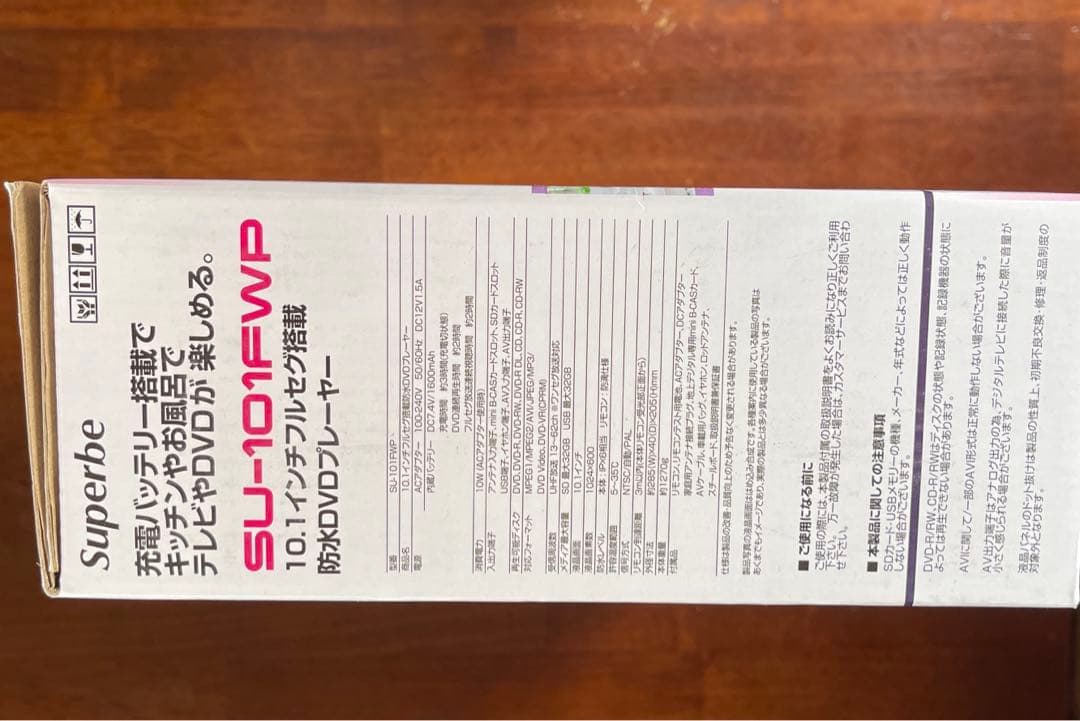 Superbe
充電バッテリー搭載で
キッチンやお風呂で
テレビやDVDが 楽しめる。
SU-101FWP
10.1インチフルセグ搭載
防水DVDプレーヤー
型番 SU-101FWP
商品名 10.1インチフルセグ搭載防水DVDプレーヤー
電源 ACアダプター 100-240V 50/60Hz DC12V1.5A
内蔵バッテリー DC7.4V1600mAh
充電時間 約3時間(充電切状態)
DVD連続再生時間 約2時間
フルセグ放送連続視聴時間 約2時間
消費電力 10W (ACアダプター使用時)
入出力端子 アンテナ入力端子、mini B-CASカードスロット、SDカードスロット
USB端子、イヤホン端子、AV入力端子、AV出力端子
再生可能ディスク DVD、DVD-R、DVD-RW、DVD-R DL、CD、CD-R、CD-RW
対応フォーマット MPEG1/MPEG2/AVI/JPEG/MP3/
DVD Video、DVD-VR(CPRM)
受信周波数 UHF放送 13~62ch ※ワンセグ放送対応
メディア最大容量 SD 最大32GB USB 最大32GB
液晶画面 10.1インチ
液晶画素数 1024×600
防水レベル 本体:IP×6相当 リモコン:防滴仕様
許容温度範囲 5~35℃
信号方式 NTSC/自動/PAL
リモコン到達距離 3m以内(本体リモコン受光部正面から)
外径寸法 約285(W)×40(D)×205(H)mm
本体重量 約1270g
付属品 リモコン、リモコンテスト用電池、ACアダプター、DCアダプター、
家庭用アンテナ接続プラグ、地上デジタル専用mini B-CASカード、
AVケーブル、車載用バッグ、イヤホン、ロッドアンテナ、
スチールボード、取扱説明書兼保証書
仕様は製品の改善・品質向上のため予告なく変更される場合があります。
製品写真の液晶画面ははめ込み合成です。各種案内に使用している製品の写真は
あくまでもイメージであり、実際の製品とは多少異なる場合がございます。
■ ご使用になる前に
ご使用の際には、本製品付属の取扱説明書をよくお読みになり正しくご利用
下さい。 万一故障が発生した場合は、カスタマーサービスまでお問い合わ
せ下さい。
■ 本製品に関しての注意事項
SDカード・USBメモリーの機種、メーカー、年式などによっては正しく動作
しない場合がございます。
DVD-R/RW、CD-R/RWはディスクの状態や記録状態、記録機器の状態に
よっては再生できない場合があります。
AVIに関して／一部のAVI形式は正常に動作しない場合がございます。
AV出力端子はアナログ出力の為、デジタルテレビに接続した際に音量が
小さく感じられる場合がございます。
液晶パネルのドット抜けは製品の性質上、初期不良交換・修理・返品制度の
対象外となります。